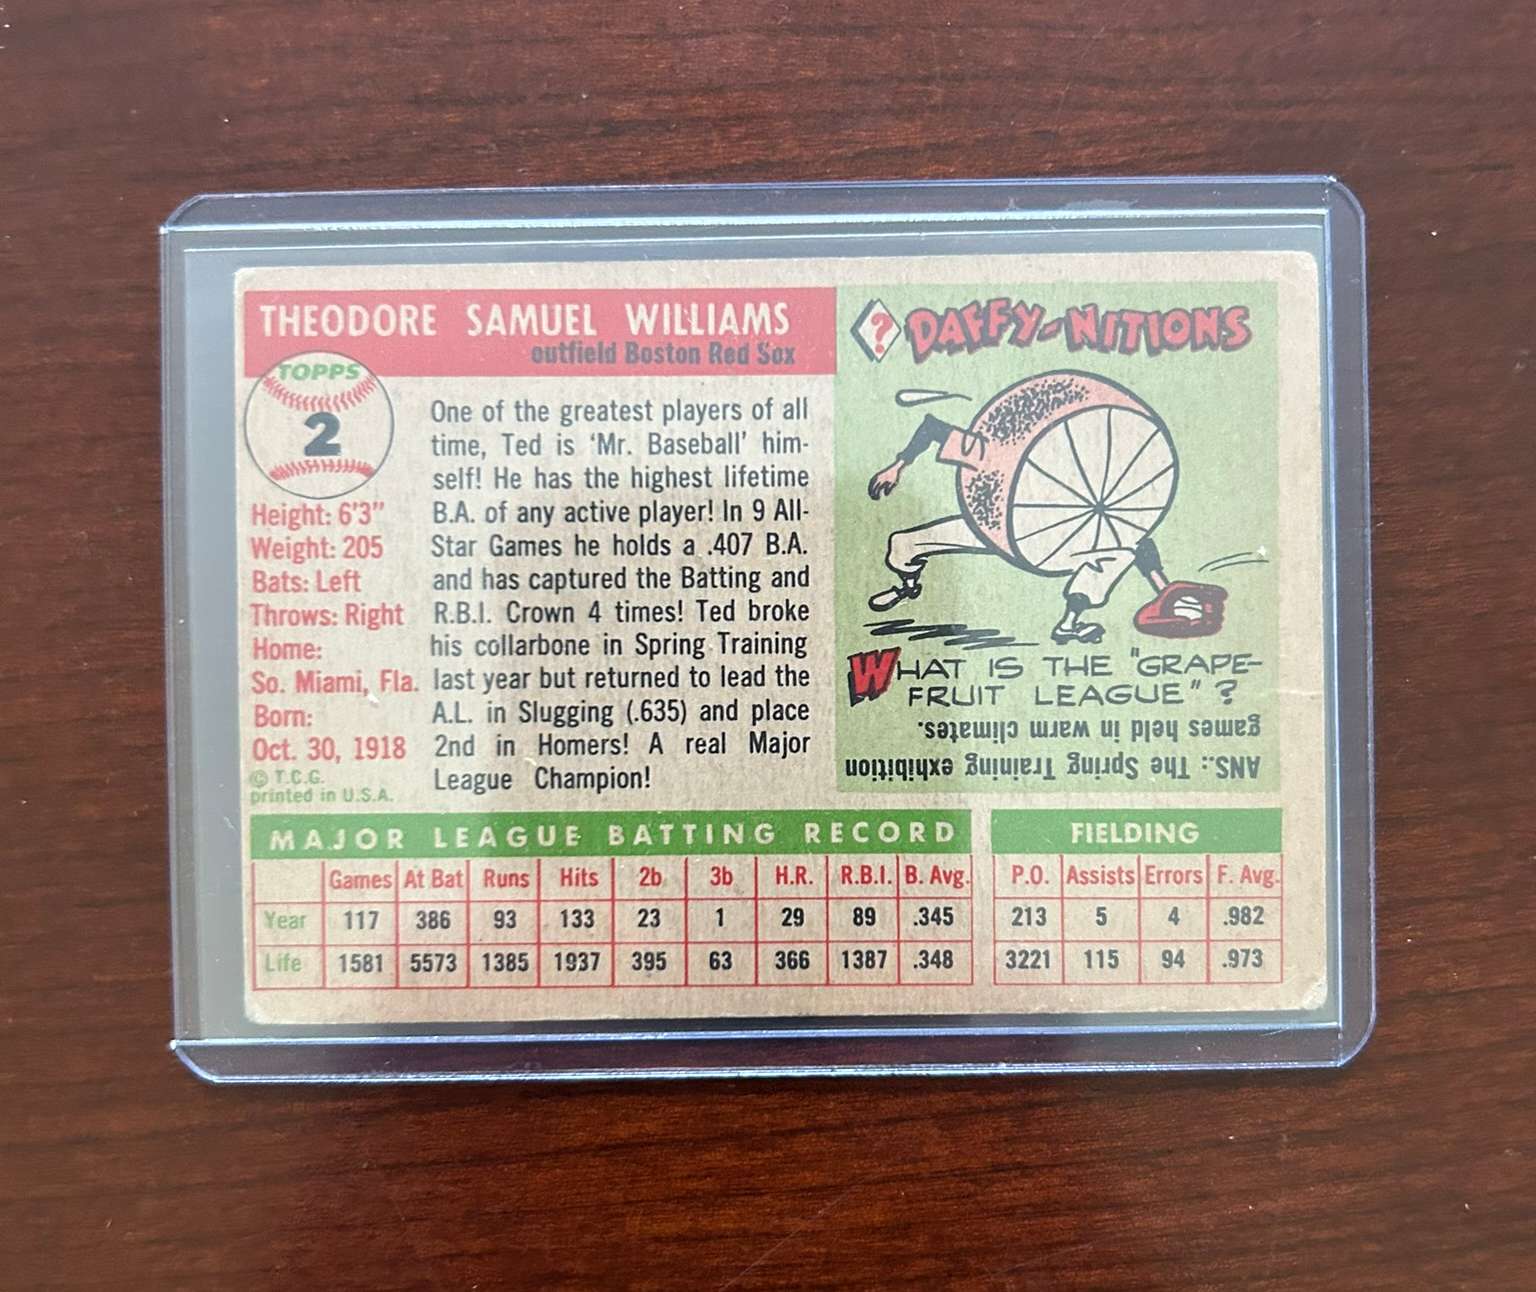 THEODORE SAMUEL WILLIAMS
outfield Boston Red Sox
TOPPS
2
Height: 6'3"
Weight: 205
Bats: Left
Throws: Right
Home:
So. Miami, Fla.
Born:
Oct. 30, 1918
© T.C.G.
printed in U.S.A.
One of the greatest players of all
time, Ted is 'Mr. Baseball' him-
self! He has the highest lifetime
B.A. of any active player! In 9 All-
Star Games he holds a .407 B.A.
and has captured the Batting and
R.B.I. Crown 4 times! Ted broke
his collarbone in Spring Training
last year but returned to lead the
A.L. in Slugging (.635) and place
2nd in Homers! A real Major
League Champion!
?
DAFFY-NITIONS
WHAT IS THE "GRAPE-
FRUIT LEAGUE" ?
ANS.: The Spring Training exhibition
games held in warm climates.
MAJOR LEAGUE BATTING RECORD
Games At Bat Runs Hits 2b 3b H.R. R.B.I. B. Avg.
Year 117 386 93 133 23 1 29 89 .345
Life 1581 5573 1385 1937 395 63 366 1387 .348
FIELDING
P.O. Assists Errors F. Avg.
213 5 4 .982
3221 115 94 .973